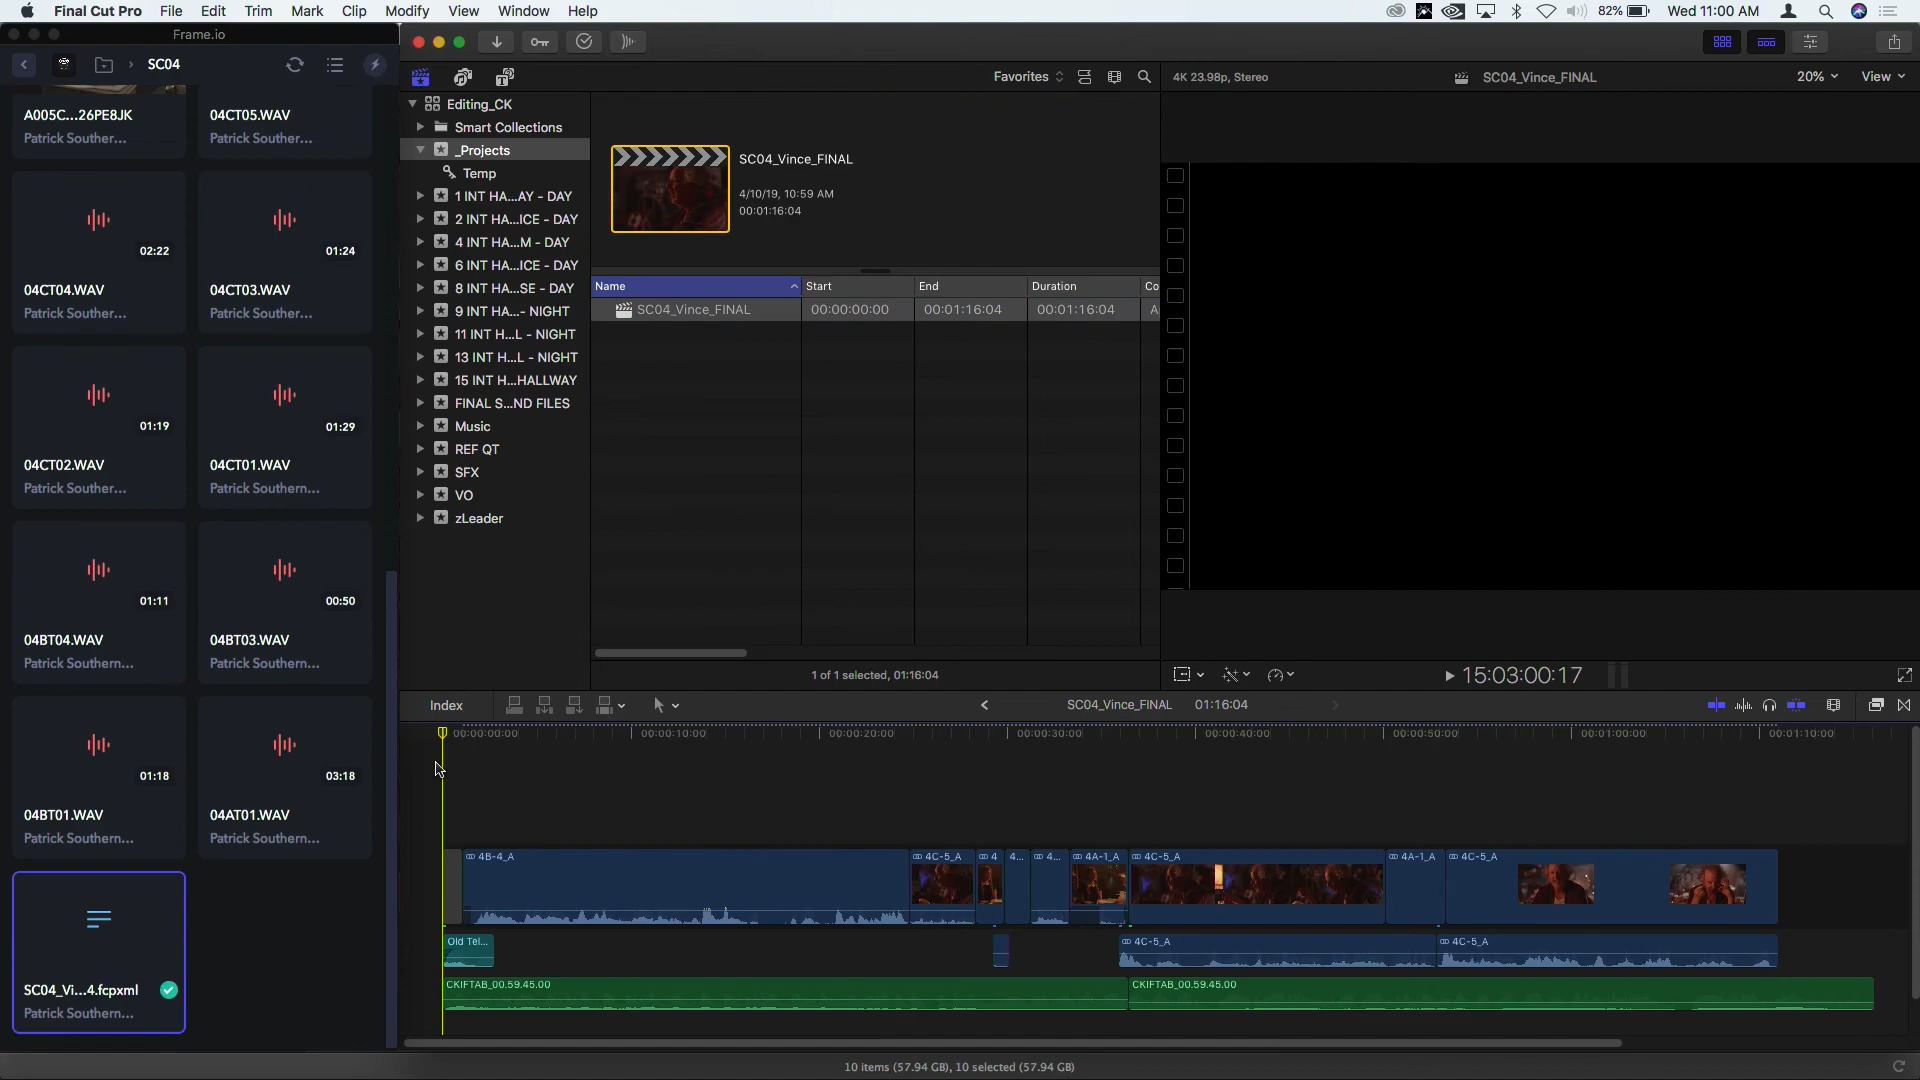 Final Cut Pro File Edit Trim Mark Clip Modify View Window Help
82% Wed 11:00 AM
Frame.io
SC04
A005C...26PE8JK
Patrick Souther...
04CT05.WAV
Patrick Souther...
02:22
04CT04.WAV
Patrick Souther...
01:24
04CT03.WAV
Patrick Souther...
01:19
04CT02.WAV
Patrick Souther...
01:29
04CT01.WAV
Patrick Southern...
01:11
04BT04.WAV
Patrick Southern...
00:50
04BT03.WAV
Patrick Southern...
01:18
04BT01.WAV
Patrick Southern...
03:18
04AT01.WAV
Patrick Southern...
SC04_Vi...4.fcpxml
Patrick Southern...
Editing_CK
Smart Collections
_Projects
Temp
1 INT HA...AY - DAY
2 INT HA...ICE - DAY
4 INT HA...M - DAY
6 INT HA...ICE - DAY
8 INT HA...SE - DAY
9 INT HA...- NIGHT
11 INT H...L - NIGHT
13 INT H...L - NIGHT
15 INT H...HALLWAY
FINAL S...ND FILES
Music
REF QT
SFX
VO
zLeader
Favorites
SC04_Vince_FINAL
4/10/19, 10:59 AM
00:01:16:04
Name Start End Duration Co
SC04_Vince_FINAL 00:00:00:00 00:01:16:04 00:01:16:04 A
1 of 1 selected, 01:16:04
4K 23.98p, Stereo
SC04_Vince_FINAL
20% View
15:03:00:17
Index
SC04_Vince_FINAL 01:16:04
00:00:00:00 00:00:10:00 00:00:20:00 00:00:30:00 00:00:40:00 00:00:50:00 00:01:00:00 00:01:10:00
4B-4_A 4C-5_A 4 4... 4... 4A-1_A 4C-5_A 4A-1_A 4C-5_A
Old Tel... 4C-5_A 4C-5_A
CKIFTAB_00.59.45.00 CKIFTAB_00.59.45.00
10 items (57.94 GB), 10 selected (57.94 GB)